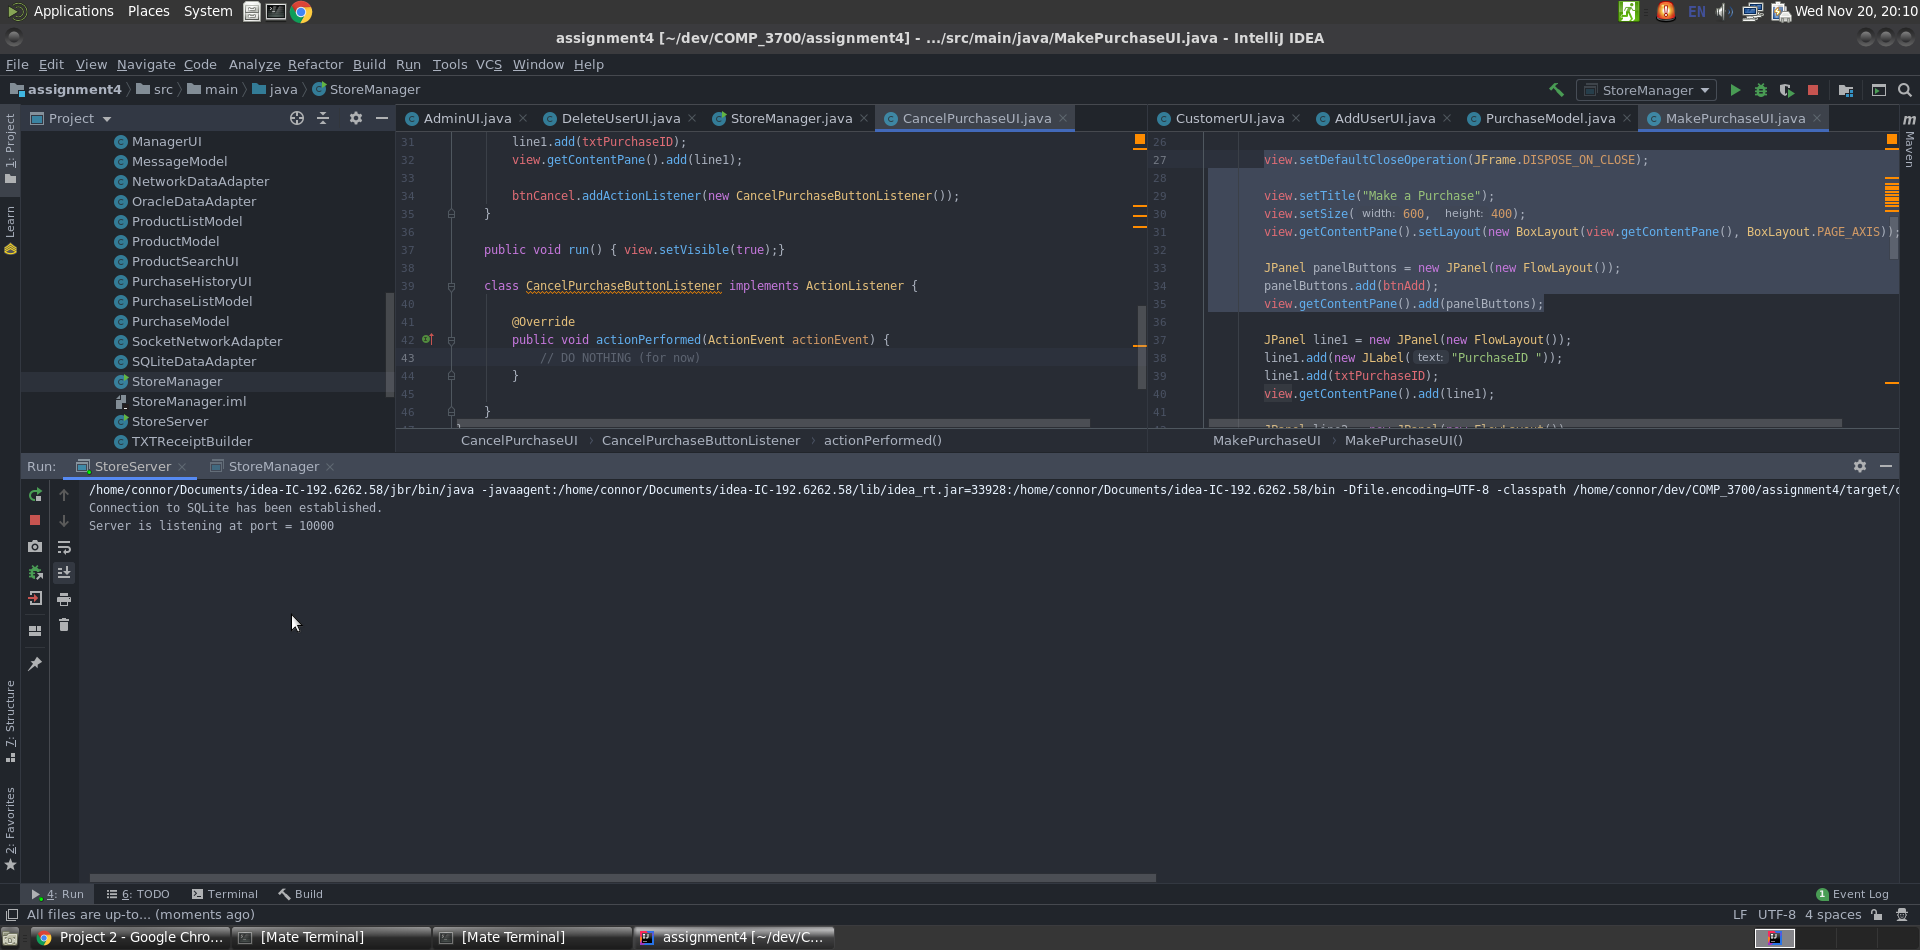 Applications Places System EN Wed Nov 20, 20:10
assignment4 [~/dev/COMP_3700/assignment4] - .../src/main/java/MakePurchaseUI.java - IntelliJ IDEA
File Edit View Navigate Code Analyze Refactor Build Run Tools VCS Window Help
assignment4 src main java StoreManager StoreManager
1: Project
Learn
7: Structure
2: Favorites
Project
ManagerUI
MessageModel
NetworkDataAdapter
OracleDataAdapter
ProductListModel
ProductModel
ProductSearchUI
PurchaseHistoryUI
PurchaseListModel
PurchaseModel
SocketNetworkAdapter
SQLiteDataAdapter
StoreManager
StoreManager.iml
StoreServer
TXTReceiptBuilder
AdminUI.java DeleteUserUI.java StoreManager.java CancelPurchaseUI.java
31 line1.add(txtPurchaseID);
32 view.getContentPane().add(line1);
33
34 btnCancel.addActionListener(new CancelPurchaseButtonListener());
35 }
36
37 public void run() { view.setVisible(true);}
38
39 class CancelPurchaseButtonListener implements ActionListener {
40
41 @Override
42 public void actionPerformed(ActionEvent actionEvent) {
43 // DO NOTHING (for now)
44 }
45
46 }
CancelPurchaseUI CancelPurchaseButtonListener actionPerformed()
CustomerUI.java AddUserUI.java PurchaseModel.java MakePurchaseUI.java
26
27 view.setDefaultCloseOperation(JFrame.DISPOSE_ON_CLOSE);
28
29 view.setTitle("Make a Purchase");
30 view.setSize( width: 600, height: 400);
31 view.getContentPane().setLayout(new BoxLayout(view.getContentPane(), BoxLayout.PAGE_AXIS));
32
33 JPanel panelButtons = new JPanel(new FlowLayout());
34 panelButtons.add(btnAdd);
35 view.getContentPane().add(panelButtons);
36
37 JPanel line1 = new JPanel(new FlowLayout());
38 line1.add(new JLabel( text: "PurchaseID "));
39 line1.add(txtPurchaseID);
40 view.getContentPane().add(line1);
41
MakePurchaseUI MakePurchaseUI()
m
Maven
Run: StoreServer StoreManager
/home/connor/Documents/idea-IC-192.6262.58/jbr/bin/java -javaagent:/home/connor/Documents/idea-IC-192.6262.58/lib/idea_rt.jar=33928:/home/connor/Documents/idea-IC-192.6262.58/bin -Dfile.encoding=UTF-8 -classpath /home/connor/dev/COMP_3700/assignment4/target/c
Connection to SQLite has been established.
Server is listening at port = 10000
4: Run 6: TODO Terminal Build 1 Event Log
All files are up-to... (moments ago) LF UTF-8 4 spaces
Project 2 - Google Chro... [Mate Terminal] [Mate Terminal] assignment4 [~/dev/C...